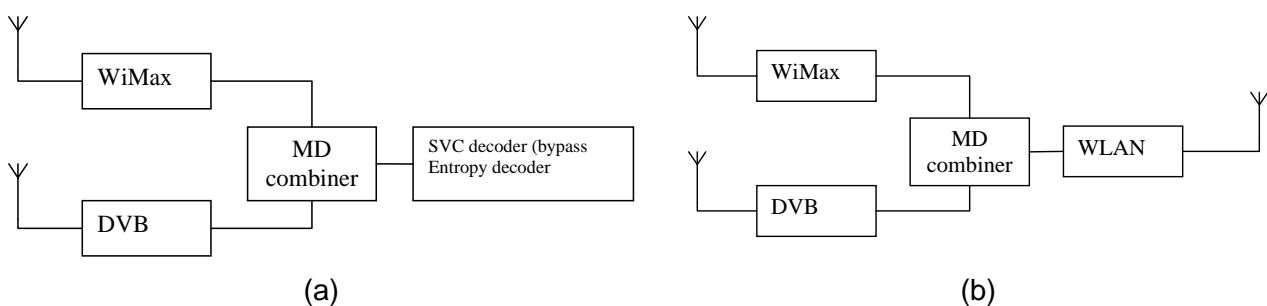 WiMax
MD
combiner
SVC decoder (bypass
Entropy decoder
DVB
(a)
WiMax
MD
combiner
WLAN
DVB
(b)